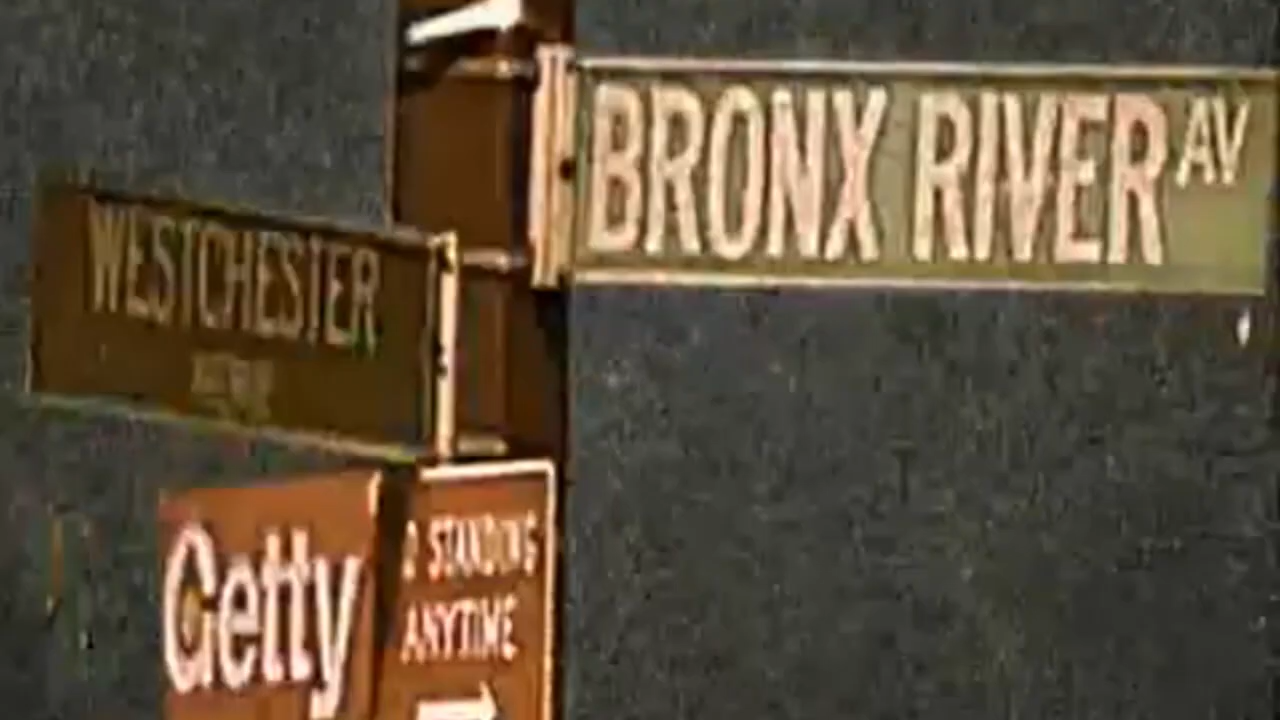 BRONX RIVER AV
WESTCHESTER
Getty
STANDING
ANYTIME